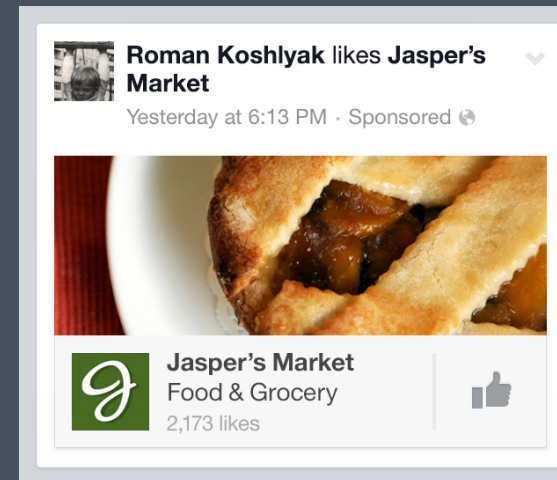 Roman Koshlyak likes Jasper’s
Market
Yesterday at 6:13 PM · Sponsored
Jasper’s Market
Food & Grocery
2,173 likes